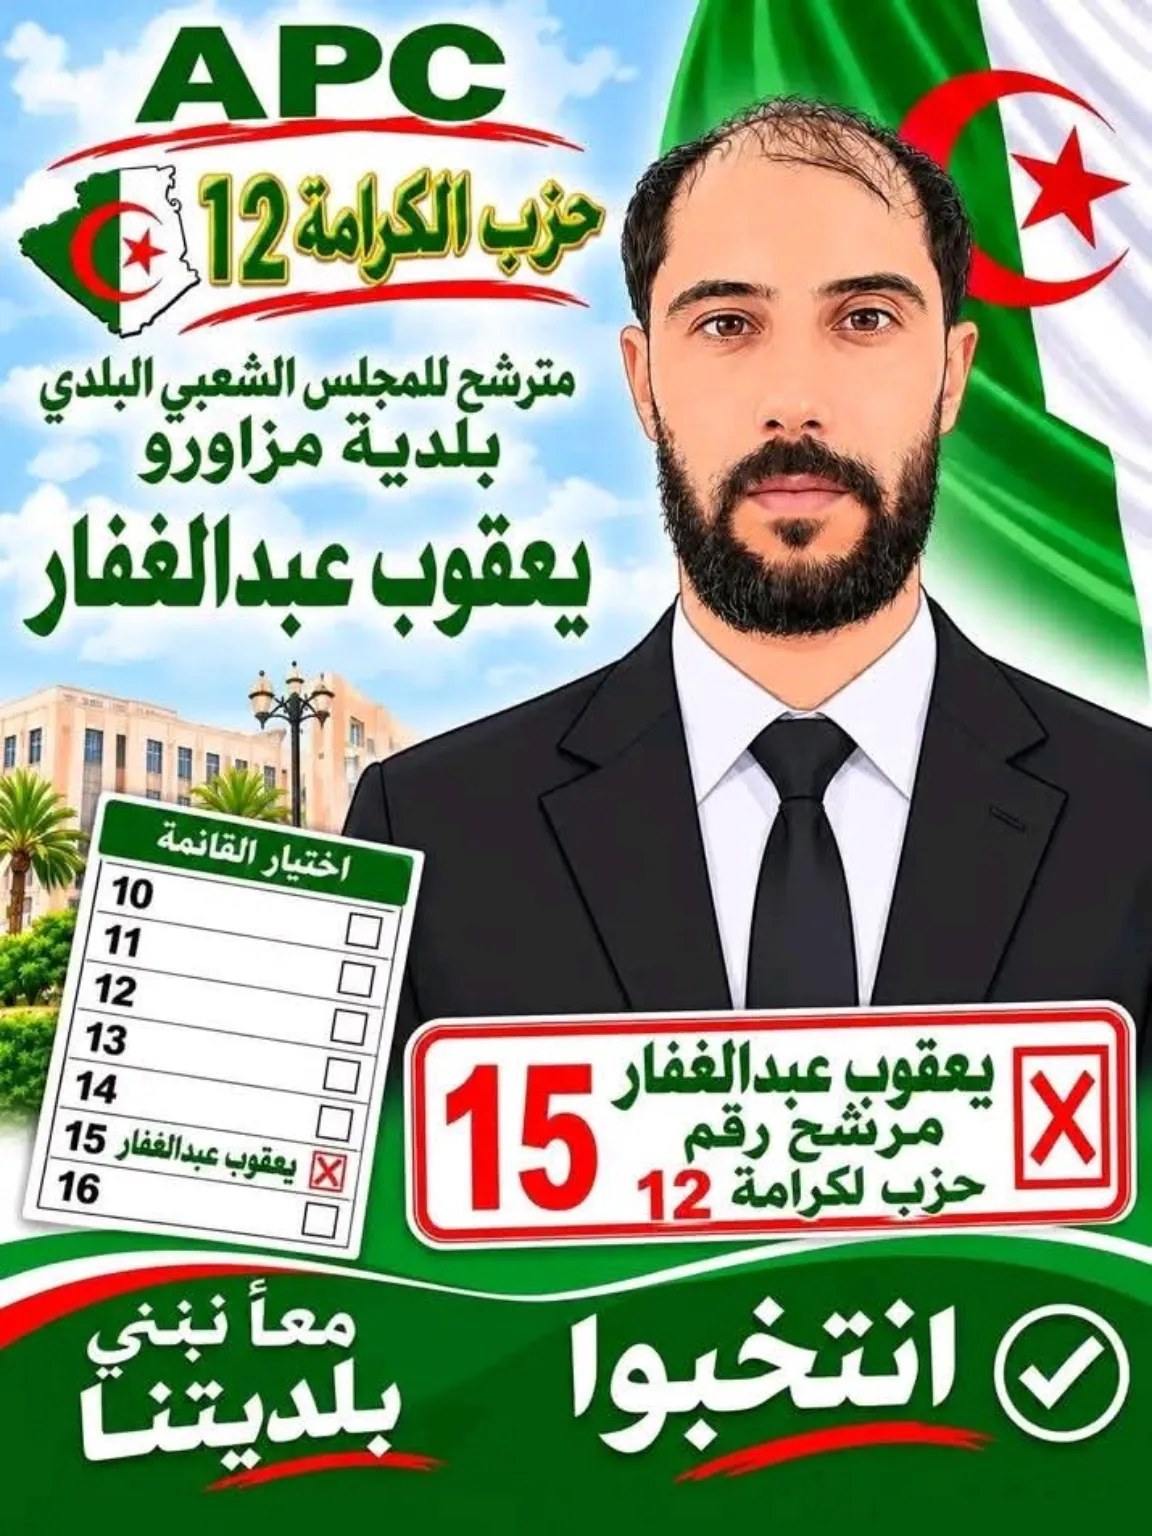 APC
حزب الكرامة 12
مترشح للمجلس الشعبي البلدي
بلدية مزاورو
يعقوب عبدالغفار
اختيار القائمة
10
11
12
13
14
15 يعقوب عبدالغفار
16
15
يعقوب عبدالغفار
مرشح رقم
حزب لكرامة 12
انتخبوا
معأ نبني
بلديتنا